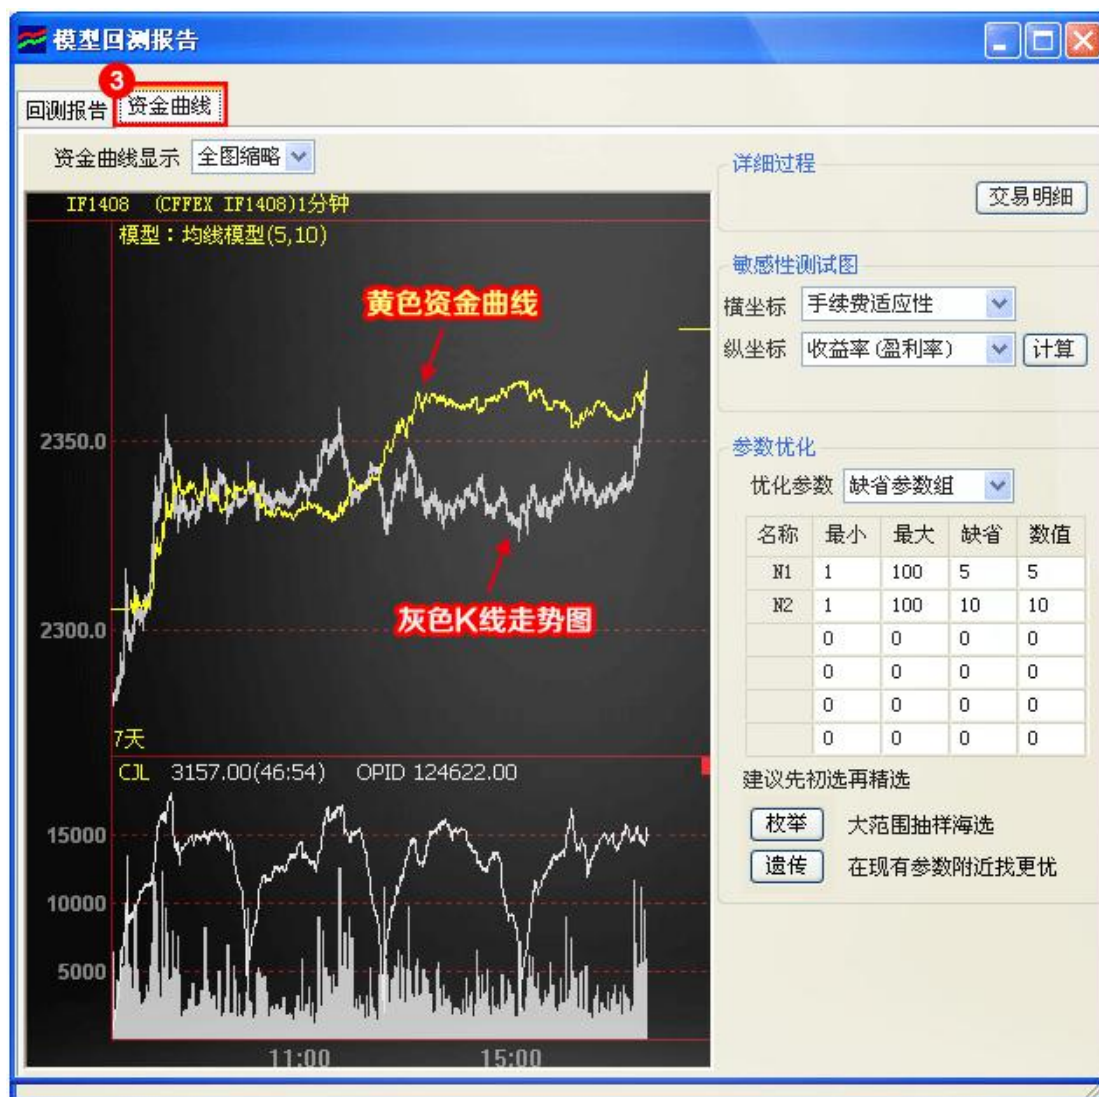 模型回测报告
3
回测报告 资金曲线
资金曲线显示 全图缩略
IF1408 (CFFEX IF1408)1分钟
模型：均线模型(5,10)
黄色资金曲线
灰色K线走势图
2350.0
2300.0
7天
CJL 3157.00(46:54) OPID 124622.00
15000
10000
5000
11:00 15:00
详细过程
交易明细
敏感性测试图
横坐标 手续费适应性
纵坐标 收益率(盈利率) 计算
参数优化
优化参数 缺省参数组
名称 最小 最大 缺省 数值
N1 1 100 5 5
N2 1 100 10 10
0 0 0 0
0 0 0 0
0 0 0 0
0 0 0 0
建议先初选再精选
枚举 大范围抽样海选
遗传 在现有参数附近找更优